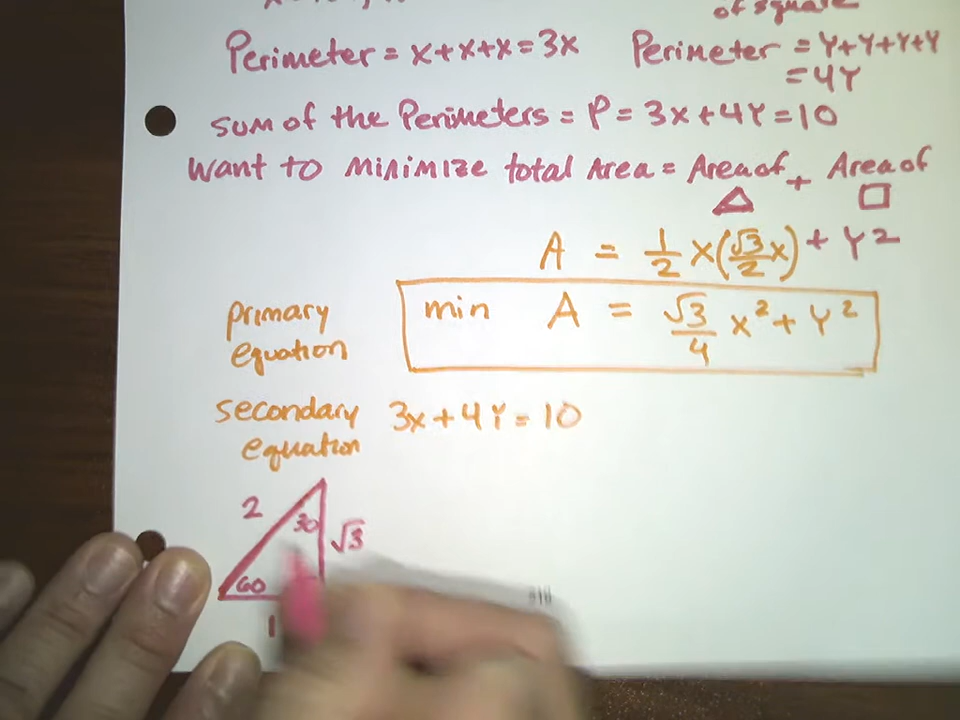 of square
Perimeter = x+x+x=3x
Perimeter = Y+Y+Y+Y
=4Y
sum of the Perimeters = P = 3x+4Y=10
want to minimize total Area = Area of + Area of
A = 1/2 x(√3/2 x) + Y²
primary equation
min A = √3/4 x² + Y²
secondary equation
3x+4Y=10
2
30
√3
60
1